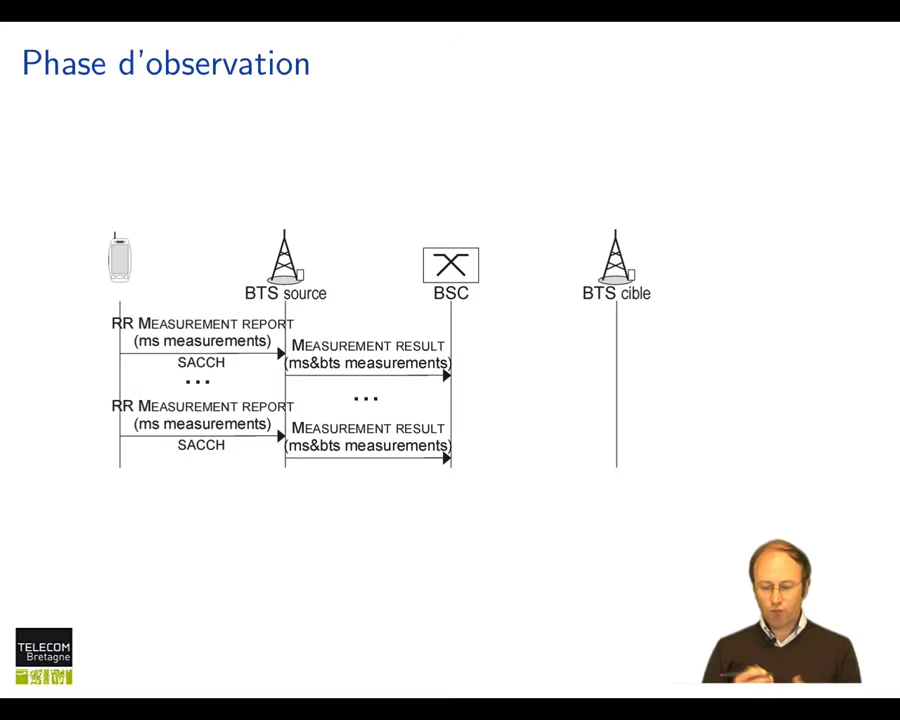 Phase d'observation
BTS source
BSC
BTS cible
RR MEASUREMENT REPORT
(ms measurements)
SACCH
...
MEASUREMENT RESULT
(ms&bts measurements)
...
RR MEASUREMENT REPORT
(ms measurements)
SACCH
MEASUREMENT RESULT
(ms&bts measurements)
TELECOM
Bretagne